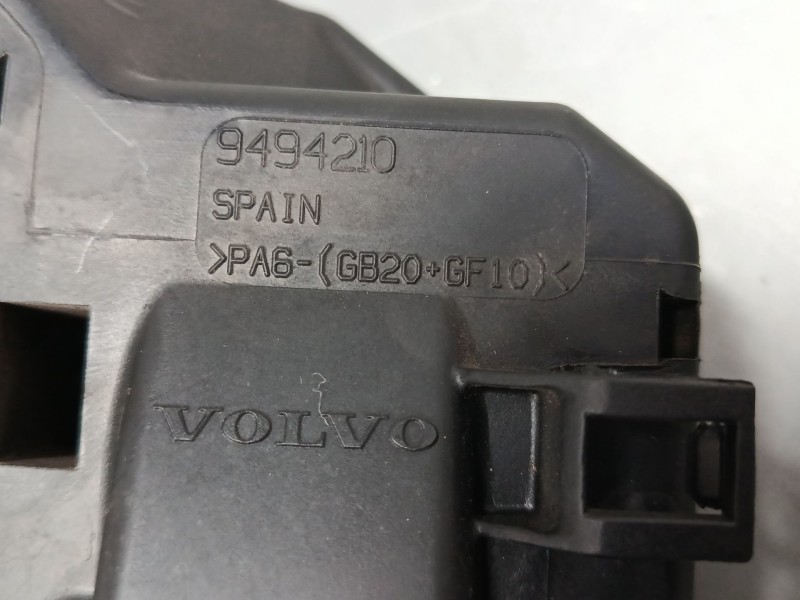 9494210
SPAIN
>PA6-(GB20+GF10)<
VOLVO